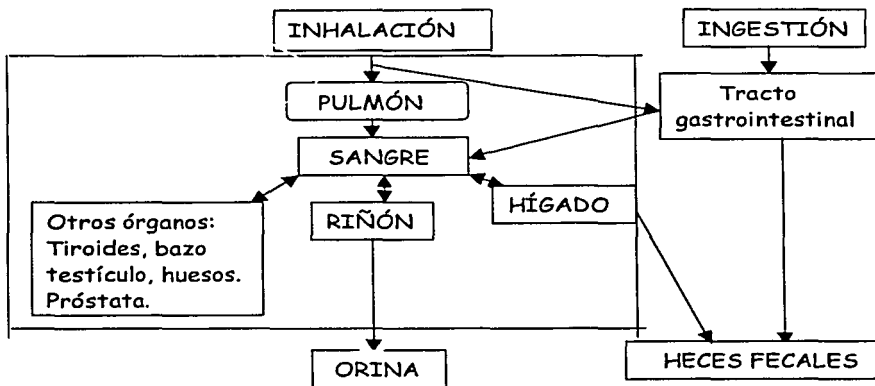 INHALACIÓN
INGESTIÓN
PULMÓN
Tracto
gastrointestinal
SANGRE
Otros órganos:
Tiroides, bazo
testículo, huesos.
Próstata.
RIÑÓN
HÍGADO
ORINA
HECES FECALES